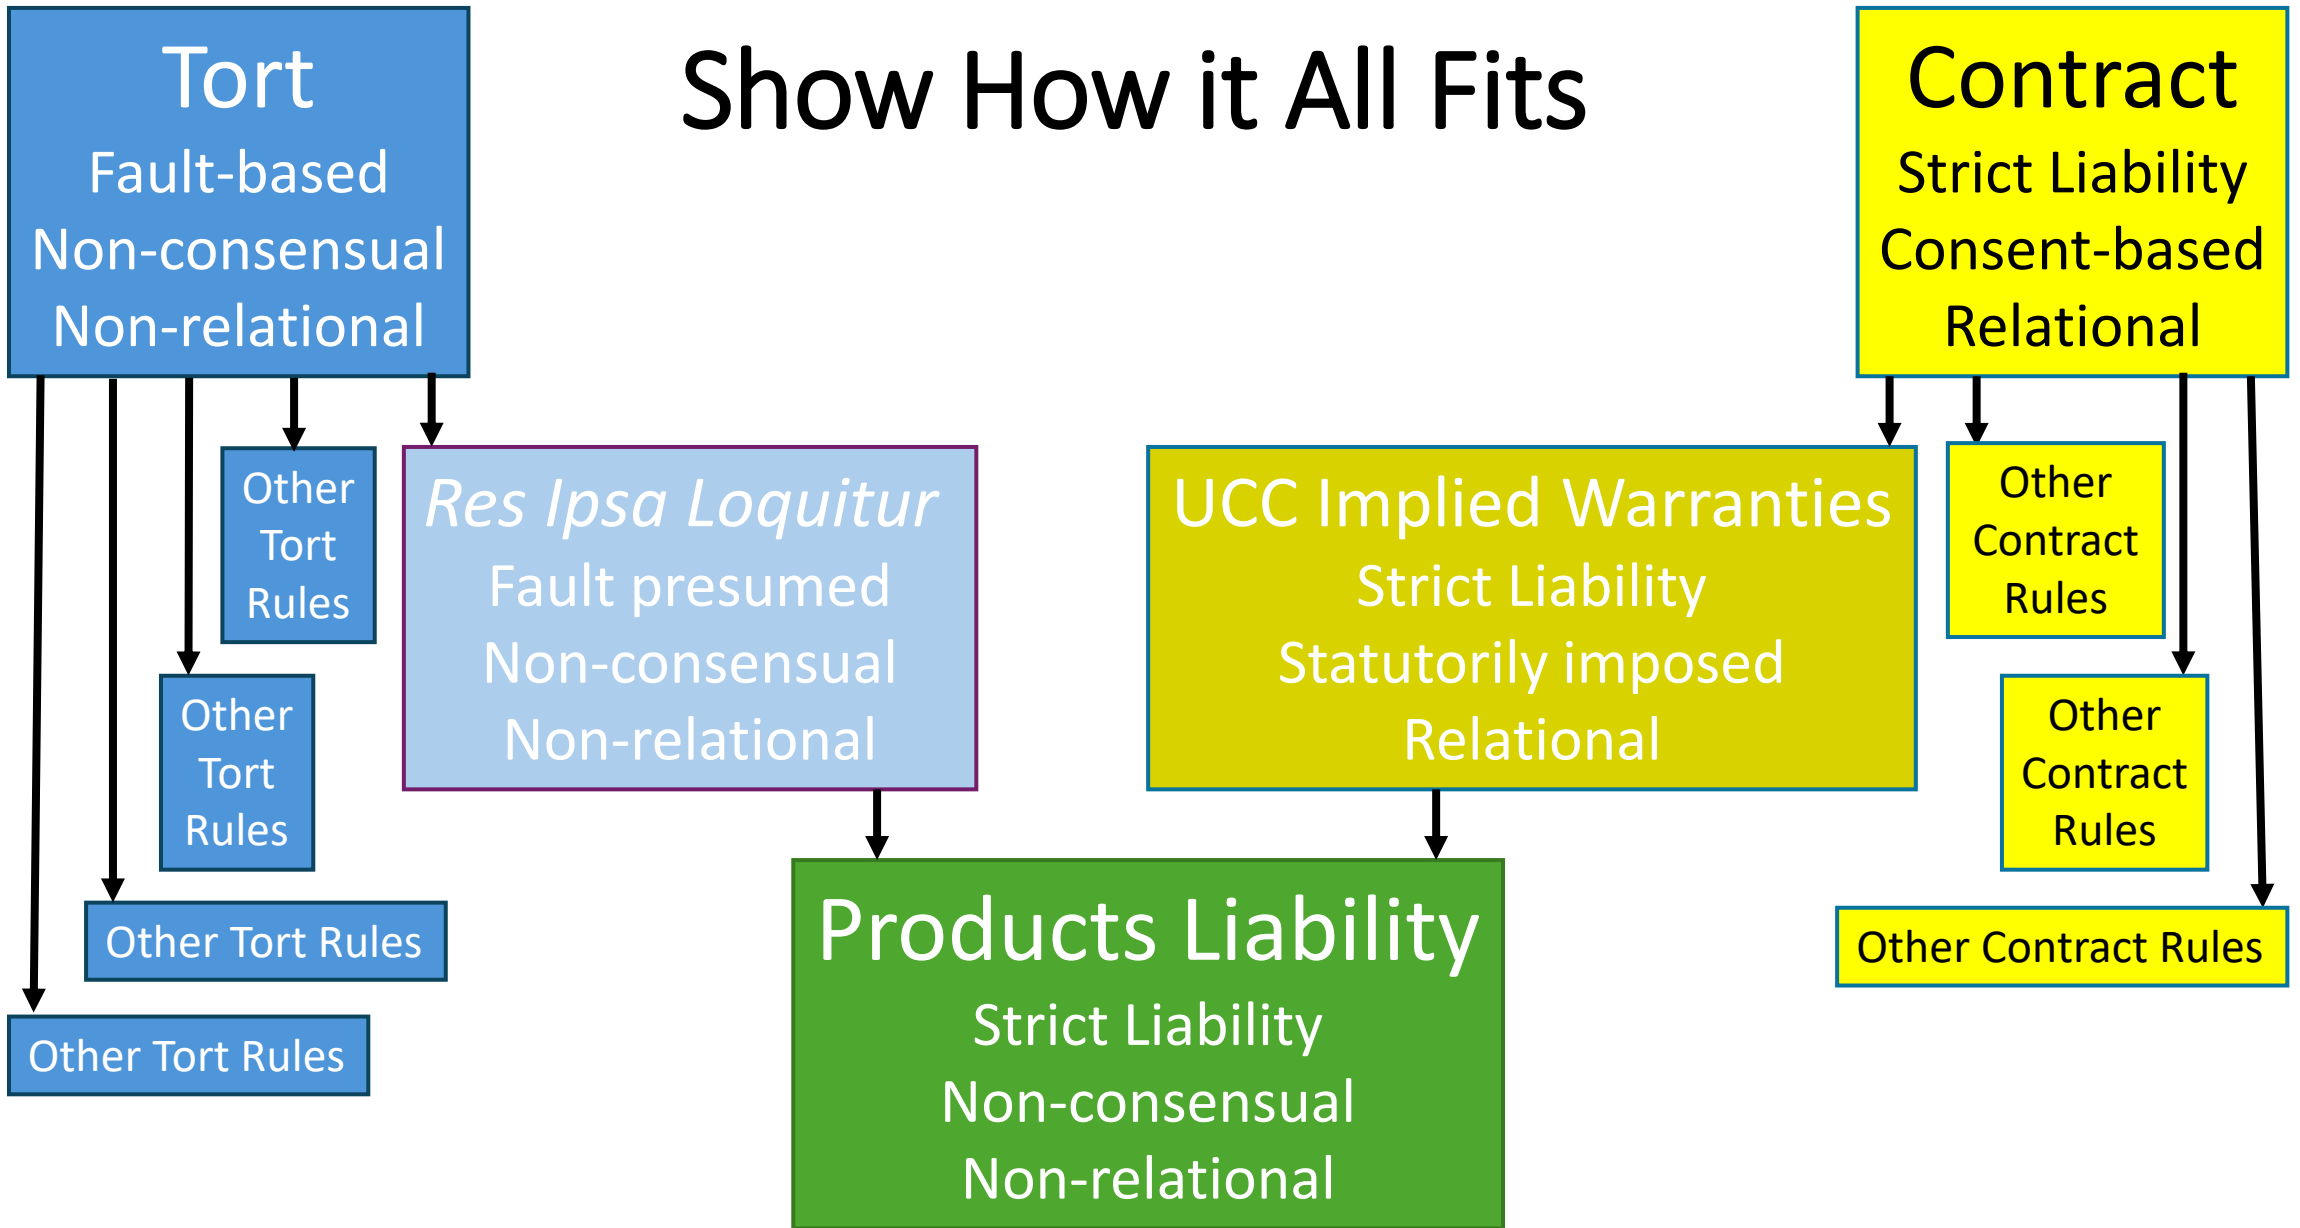 Show How it All Fits
Tort
Fault-based
Non-consensual
Non-relational
Contract
Strict Liability
Consent-based
Relational
Other
Tort
Rules
Res Ipsa Loquitur
Fault presumed
Non-consensual
Non-relational
UCC Implied Warranties
Strict Liability
Statutorily imposed
Relational
Other
Contract
Rules
Other
Tort
Rules
Other
Contract
Rules
Other Tort Rules
Products Liability
Strict Liability
Non-consensual
Non-relational
Other Contract Rules
Other Tort Rules